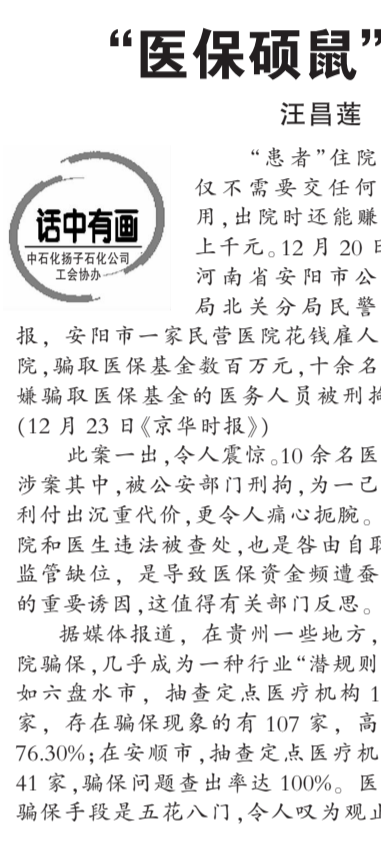 “医保硕鼠”
汪昌莲
话中有画
中石化扬子石化公司
工会协办
“患者”住院
仅不需要交任何
用,出院时还能赚
上千元。12月20日
河南省安阳市公
局北关分局民警
报，安阳市一家民营医院花钱雇人
院,骗取医保基金数百万元,十余名
嫌骗取医保基金的医务人员被刑拘
(12月23日《京华时报》)
此案一出,令人震惊。10余名医
涉案其中,被公安部门刑拘,为一己
利付出沉重代价,更令人痛心扼腕。
院和医生违法被查处,也是咎由自取
监管缺位，是导致医保资金频遭蚕
的重要诱因,这值得有关部门反思。
据媒体报道，在贵州一些地方，
院骗保,几乎成为一种行业“潜规则
如六盘水市，抽查定点医疗机构1
家，存在骗保现象的有107家，高
76.30%;在安顺市,抽查定点医疗机
41家,骗保问题查出率达100%。医
骗保手段是五花八门,令人叹为观止